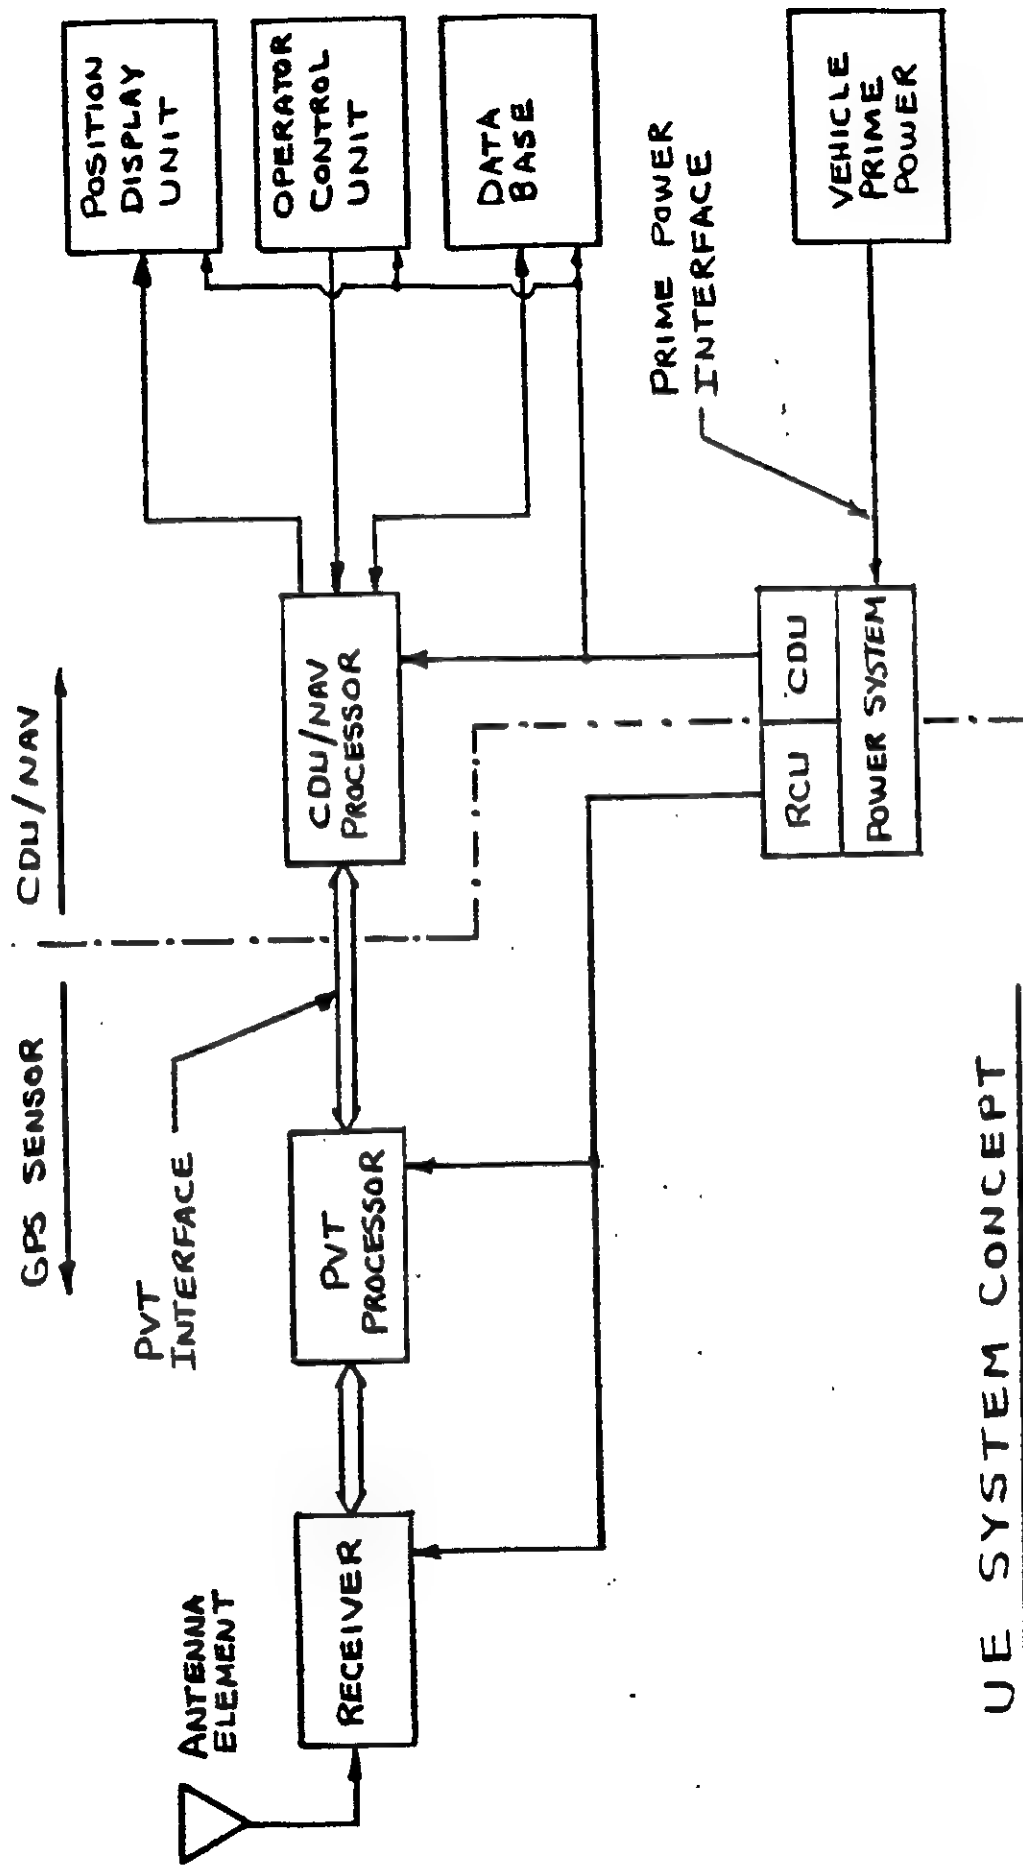 GPS SENSOR
CDU/NAV
PVT
INTERFACE
ANTENNA
ELEMENT
RECEIVER
PVT
PROCESSOR
CDU/NAV
PROCESSOR
POSITION
DISPLAY
UNIT
OPERATOR
CONTROL
UNIT
DATA
BASE
PRIME POWER
INTERFACE
RCU
CDU
POWER SYSTEM
VEHICLE
PRIME
POWER
UE SYSTEM CONCEPT